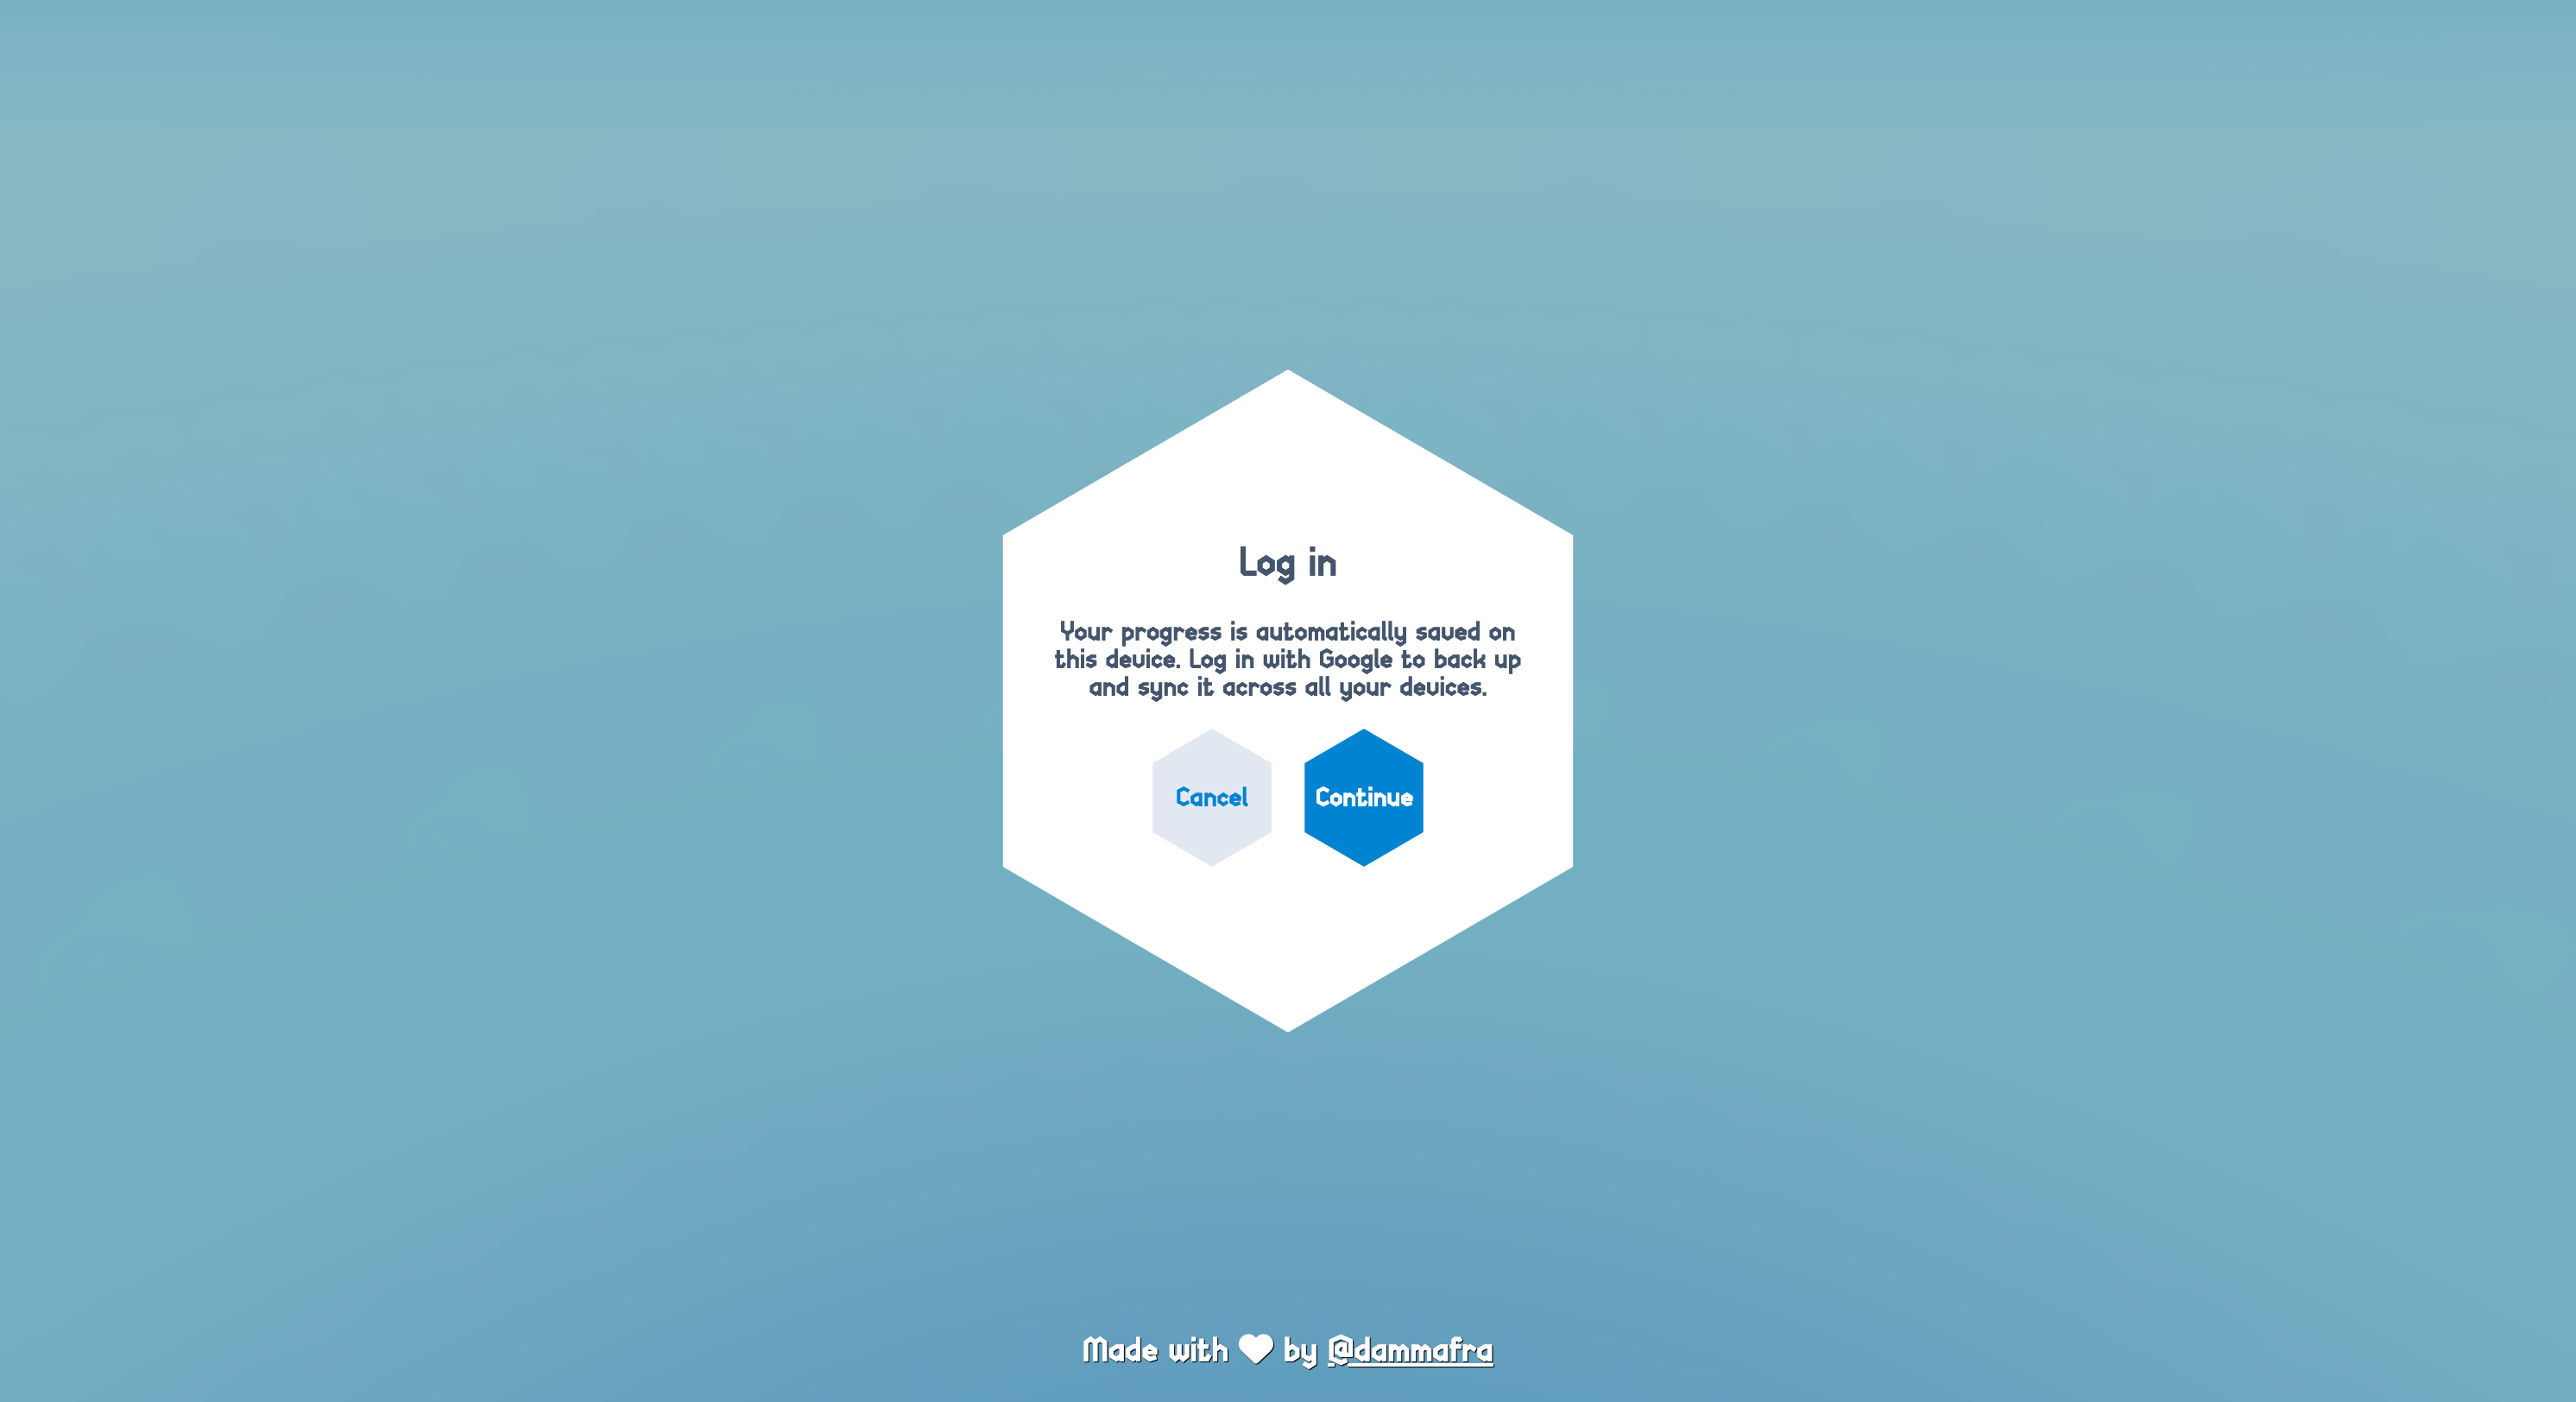 Log in
Your progress is automatically saved on
this device. Log in with Google to back up
and sync it across all your devices.
Cancel
Continue
Made with by @dammafra